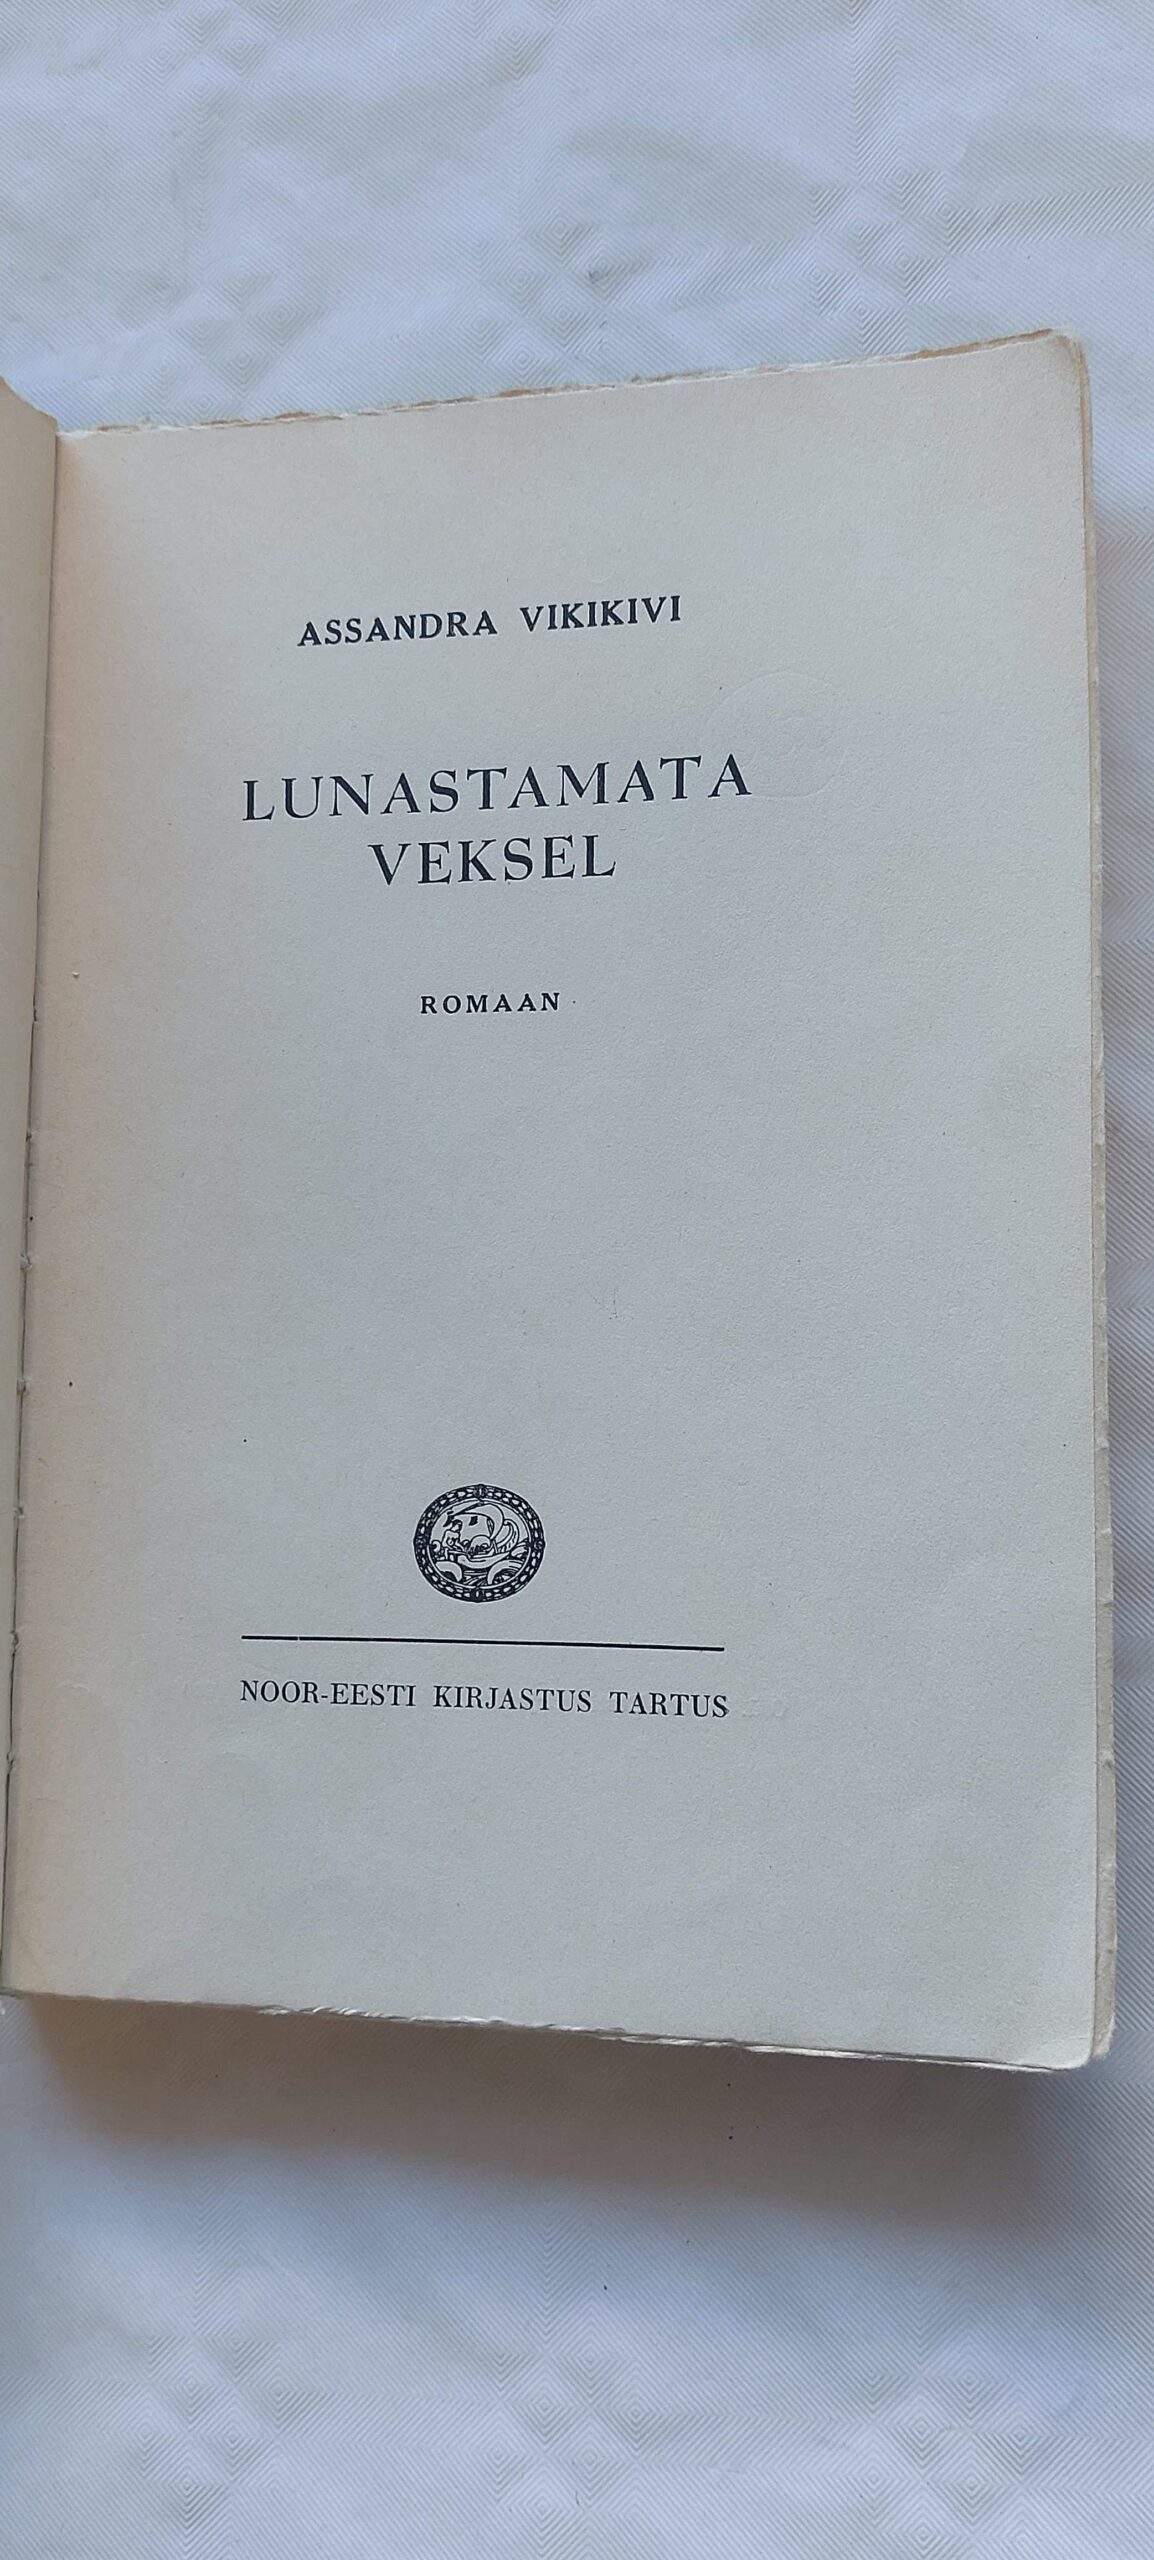 ASSANDRA VIKIKIVI
LUNASTAMATA
VEKSEL
ROMAAN
NOOR-EESTI KIRJASTUS TARTUS